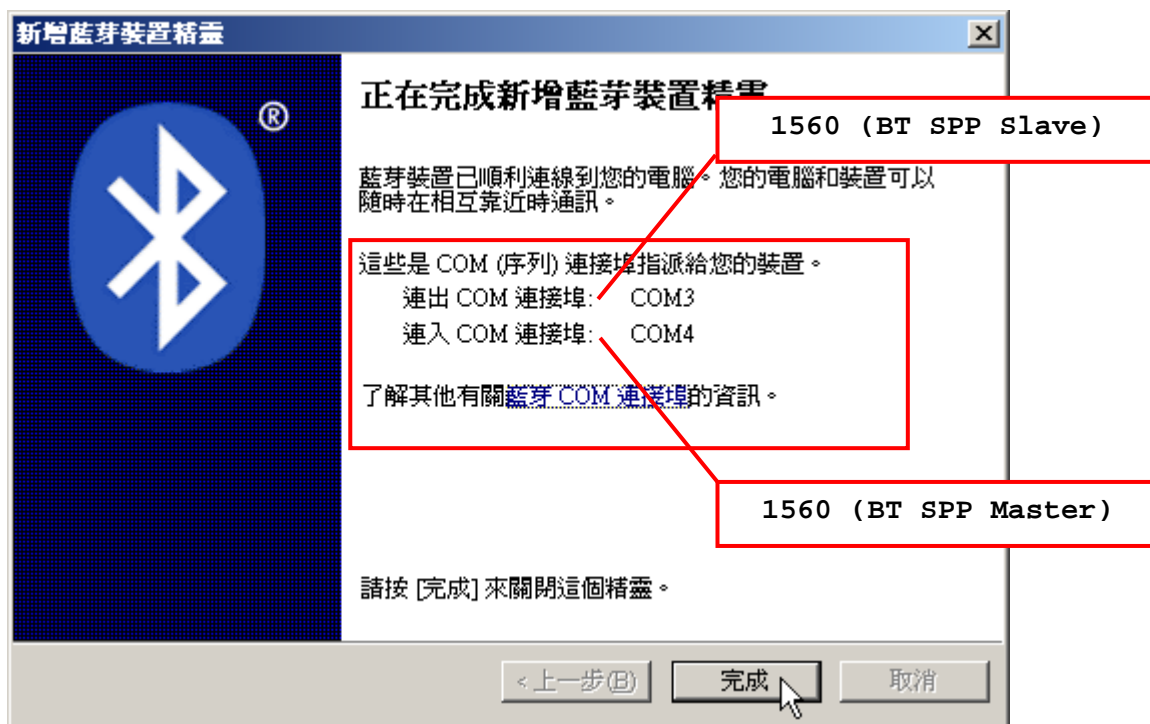 新增藍芽裝置精靈
®
正在完成新增藍芽裝置精靈
1560 (BT SPP Slave)
藍芽裝置已順利連線到您的電腦。您的電腦和裝置可以
隨時在相互靠近時通訊。
這些是 COM (序列) 連接埠指派給您的裝置。
連出 COM 連接埠: COM3
連入 COM 連接埠: COM4
了解其他有關藍芽 COM 連接埠的資訊。
1560 (BT SPP Master)
請按 [完成] 來關閉這個精靈。
<上一步(B) 完成 取消